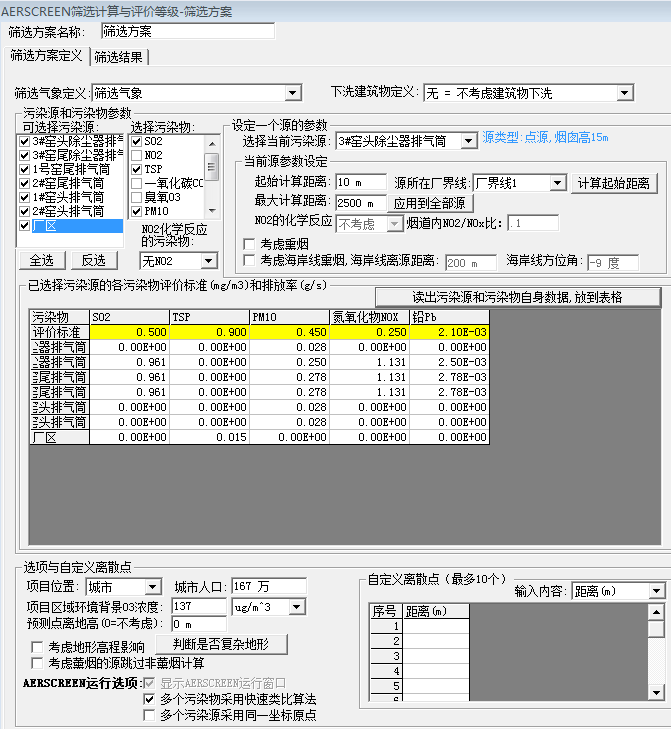 AERSCREEN筛选计算与评价等级-筛选方案
筛选方案名称: 筛选方案
筛选方案定义 筛选结果
筛选气象定义: 筛选气象 下洗建筑物定义: 无 = 不考虑建筑物下洗
污染源和污染物参数
可选择污染源: 选择污染物:
3#窑头除尘器排气 SO2
3#窑尾除尘器排气 NO2
1号窑尾排气筒 TSP
2#窑尾排气筒 一氧化碳CO
1#窑头排气筒 臭氧O3
2#窑头排气筒 PM10
厂区
NO2化学反应
的污染物:
全选 反选 无NO2
设定一个源的参数
选择当前污染源: 3#窑头除尘器排气筒 源类型:点源,烟囱高15m
当前源参数设定
起始计算距离: 10 m 源所在厂界线: 厂界线1 计算起始距离
最大计算距离: 2500 m 应用到全部源
NO2的化学反应 不考虑 烟道内NO2/NOx比: .1
考虑重烟
考虑海岸线重烟,海岸线离源距离: 200 m 海岸线方位角: -9 度
已选择污染源的各污染物评价标准(mg/m3)和排放率(g/s)
读出污染源和污染物自身数据,放到表格
污染物 SO2 TSP PM10 氮氧化物NOX 铅Pb
评价标准 0.500 0.900 0.450 0.250 2.10E-03
器排气筒 0.00E+00 0.00E+00 0.028 0.00E+00 0.00E+00
器排气筒 0.961 0.00E+00 0.250 1.131 2.50E-03
尾排气筒 0.961 0.00E+00 0.278 1.131 2.78E-03
尾排气筒 0.961 0.00E+00 0.278 1.131 2.78E-03
头排气筒 0.00E+00 0.00E+00 0.028 0.00E+00 0.00E+00
头排气筒 0.00E+00 0.00E+00 0.028 0.00E+00 0.00E+00
厂区 0.00E+00 0.015 0.00E+00 0.00E+00 0.00E+00
选项与自定义离散点
项目位置: 城市 城市人口: 167 万
项目区域环境背景O3浓度: 137 ug/m^3
预测点离地高(0=不考虑): 0 m
考虑地形高程影响 判断是否复杂地形
考虑薰烟的源跳过非薰烟计算
AERSCREEN运行选项: 显示AERSCREEN运行窗口
多个污染物采用快速类比算法
多个污染源采用同一坐标原点
自定义离散点（最多10个）
输入内容: 距离(m)
序号 距离(m)
1
2
3
4
5